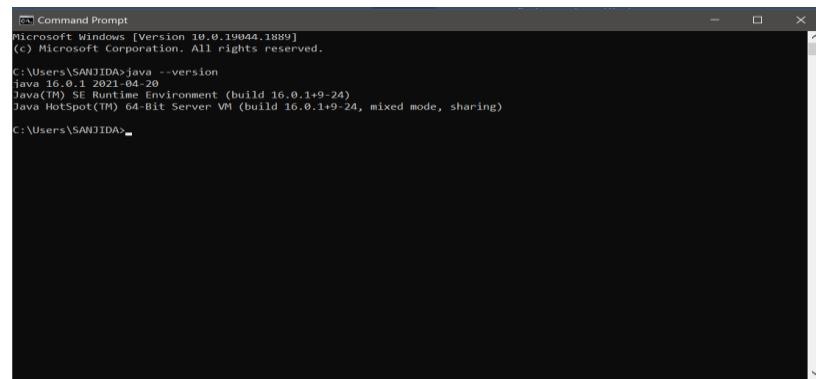 Command Prompt
Microsoft Windows [Version 10.0.19044.1889]
(c) Microsoft Corporation. All rights reserved.
C:\Users\SANJIDA>java --version
java 16.0.1 2021-04-20
Java(TM) SE Runtime Environment (build 16.0.1+9-24)
Java HotSpot(TM) 64-Bit Server VM (build 16.0.1+9-24, mixed mode, sharing)
C:\Users\SANJIDA>